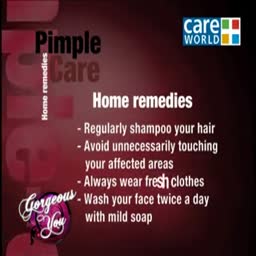 care
WORLD
Pimple
Care
Home remedies
Home remedies
- Regularly shampoo your hair
- Avoid unnecessarily touching
your affected areas
- Always wear fresh clothes
- Wash your face twice a day
with mild soap
Gorgeous
You